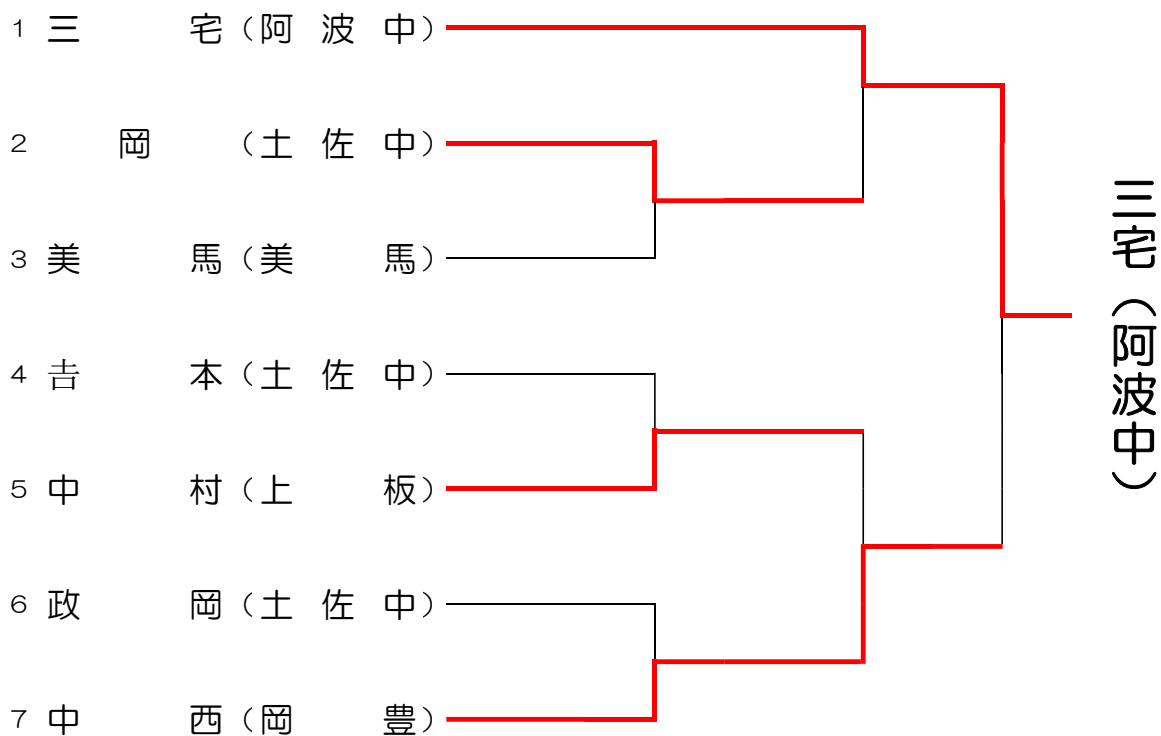 1 三宅(阿波中)
2 岡(土佐中)
3 美馬(美馬)
4 𠮷本(土佐中)
5 中村(上板)
6 政岡(土佐中)
7 中西(岡豊)
三宅(阿波中)